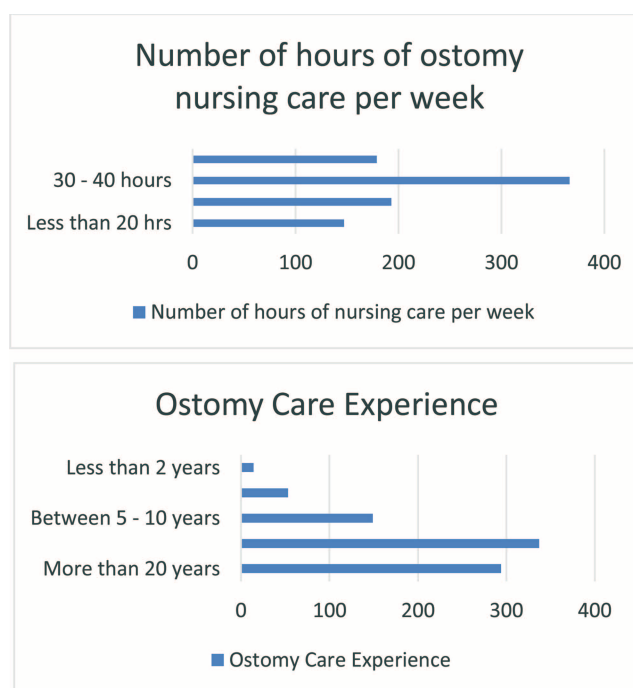 Number of hours of ostomy
nursing care per week
30 - 40 hours
Less than 20 hrs
0 100 200 300 400
Number of hours of nursing care per week
Ostomy Care Experience
Less than 2 years
Between 5 - 10 years
More than 20 years
0 100 200 300 400
Ostomy Care Experience